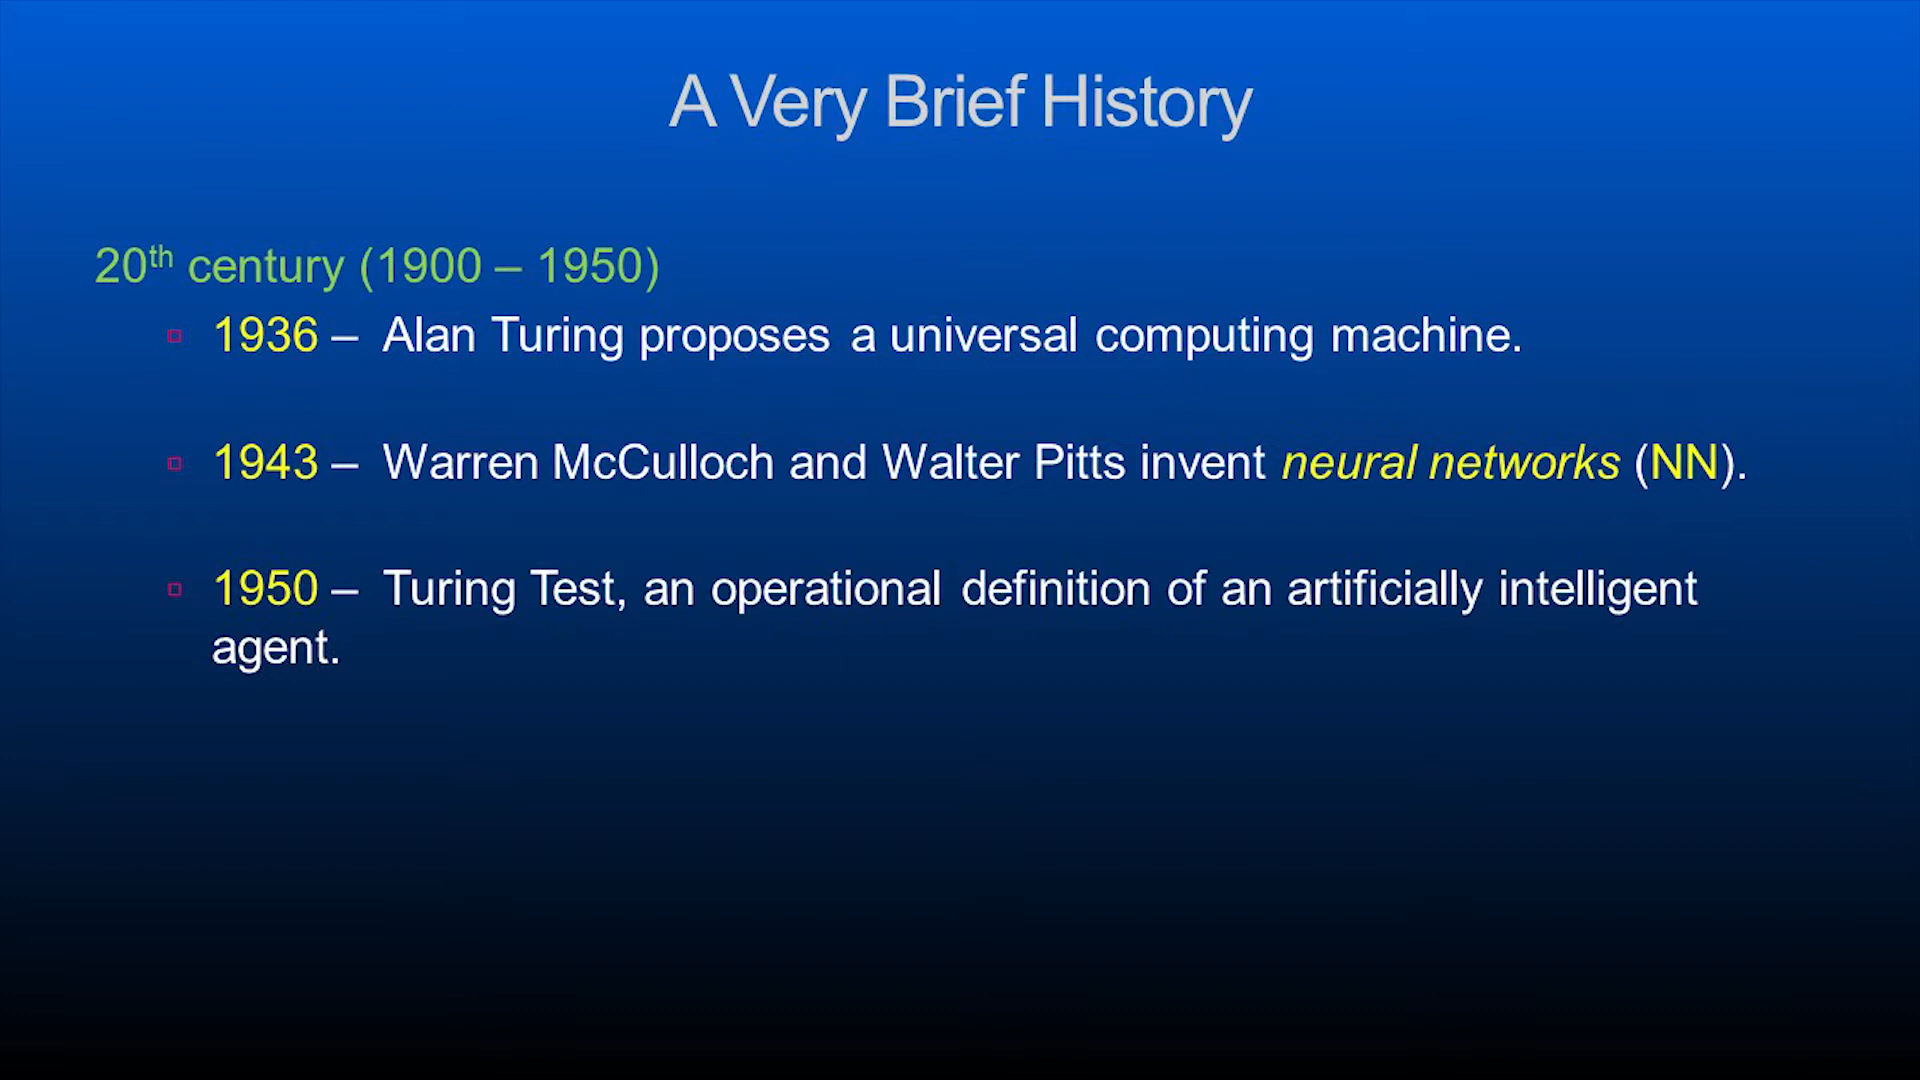 A Very Brief History
20th century (1900 – 1950)
1936 – Alan Turing proposes a universal computing machine.
1943 – Warren McCulloch and Walter Pitts invent neural networks (NN).
1950 – Turing Test, an operational definition of an artificially intelligent
agent.